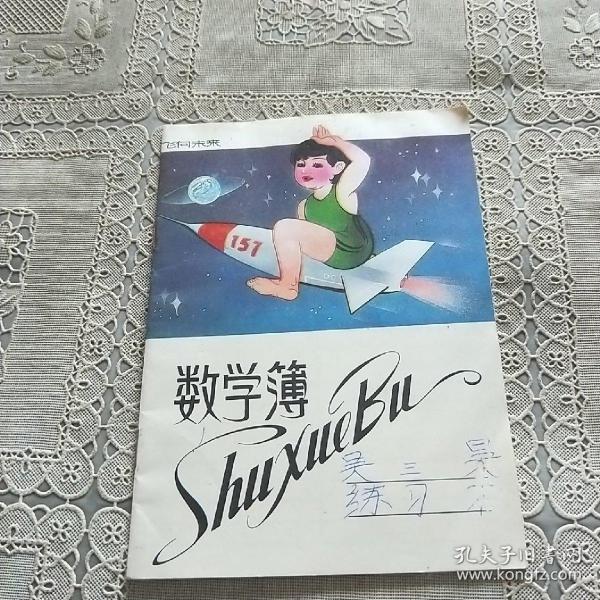 飞向未来
157
数学簿
ShuxueBu
吴三
练习
孔夫子旧书网
www.kongfz.com